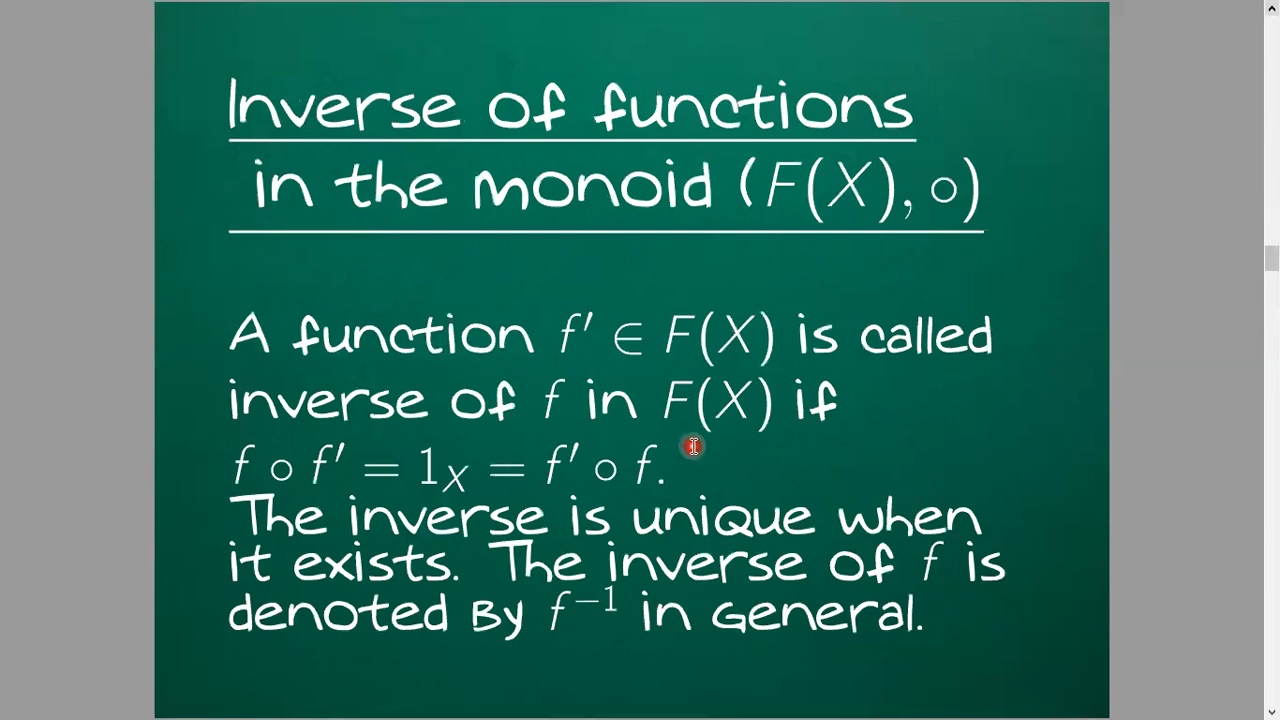 Inverse of functions
in the monoid (F(X), ∘)
A function f′ ∈ F(X) is called
inverse of f in F(X) if
f ∘ f′ = 1_X = f′ ∘ f.
The inverse is unique when
it exists. The inverse of f is
denoted by f⁻¹ in general.